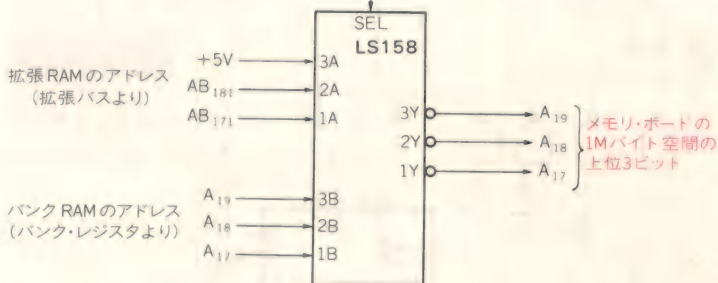 SEL
LS158
拡張RAMのアドレス
(拡張バスより)
+5V
AB181
AB171
3A
2A
1A
3Y
2Y
1Y
A19
A18
A17
メモリ・ボードの
1Mバイト空間の
上位3ビット
バンクRAMのアドレス
(バンク・レジスタより)
A19
A18
A17
3B
2B
1B